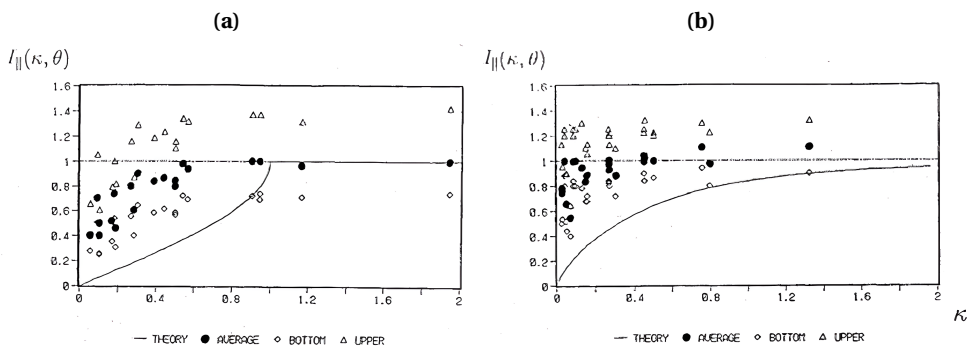 (a) (b)
I∥(κ, θ) I∥(κ, θ)
1.6 1.6
1.4 1.4
1.2 1.2
1 1
0.8 0.8
0.6 0.6
0.4 0.4
0.2 0.2
0 0
0 0.4 0.8 1.2 1.6 2 0 0.4 0.8 1.2 1.6 2
κ
— THEORY ● AVERAGE ◇ BOTTOM △ UPPER — THEORY ● AVERAGE ◇ BOTTOM △ UPPER